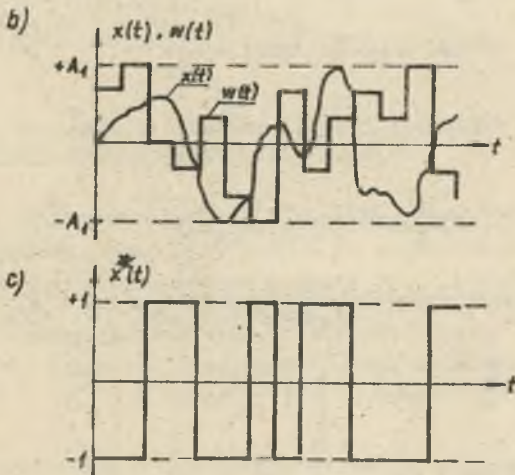 b)
x(t), w(t)
+A₁
x(t)
w(t)
t
-A₁
c)
x*(t)
+1
t
-1